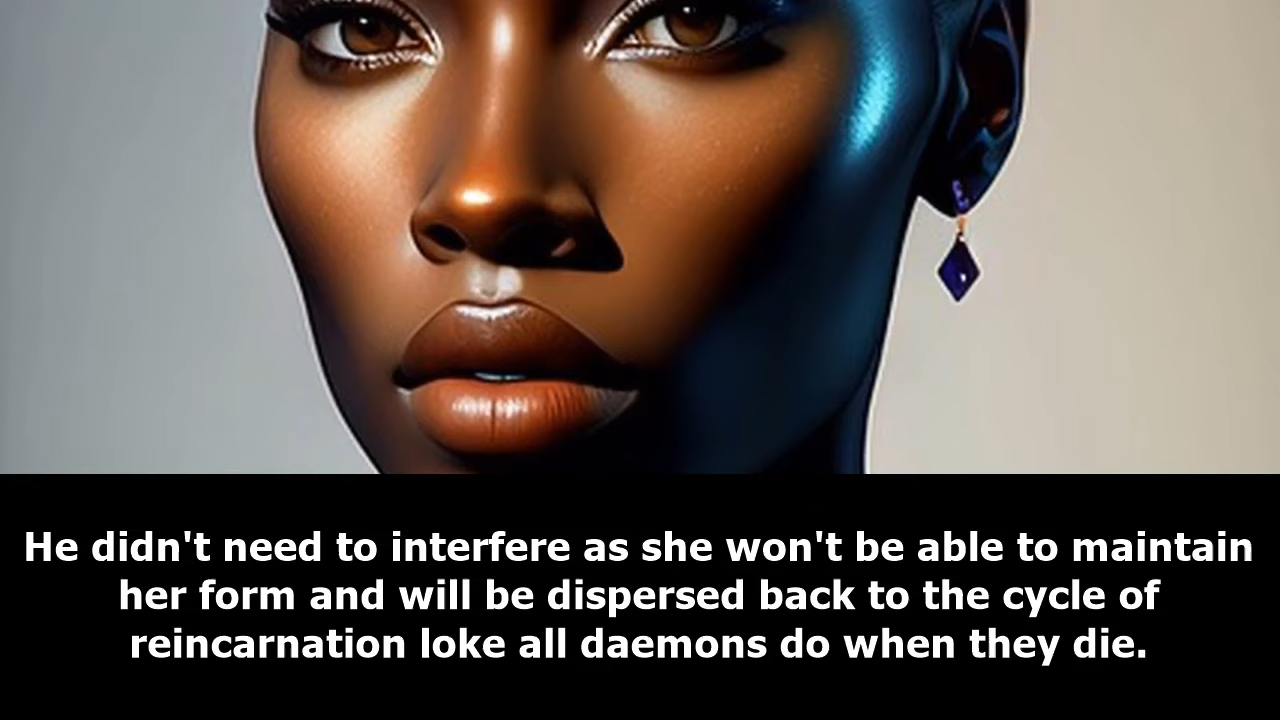 He didn't need to interfere as she won't be able to maintain
her form and will be dispersed back to the cycle of
reincarnation loke all daemons do when they die.